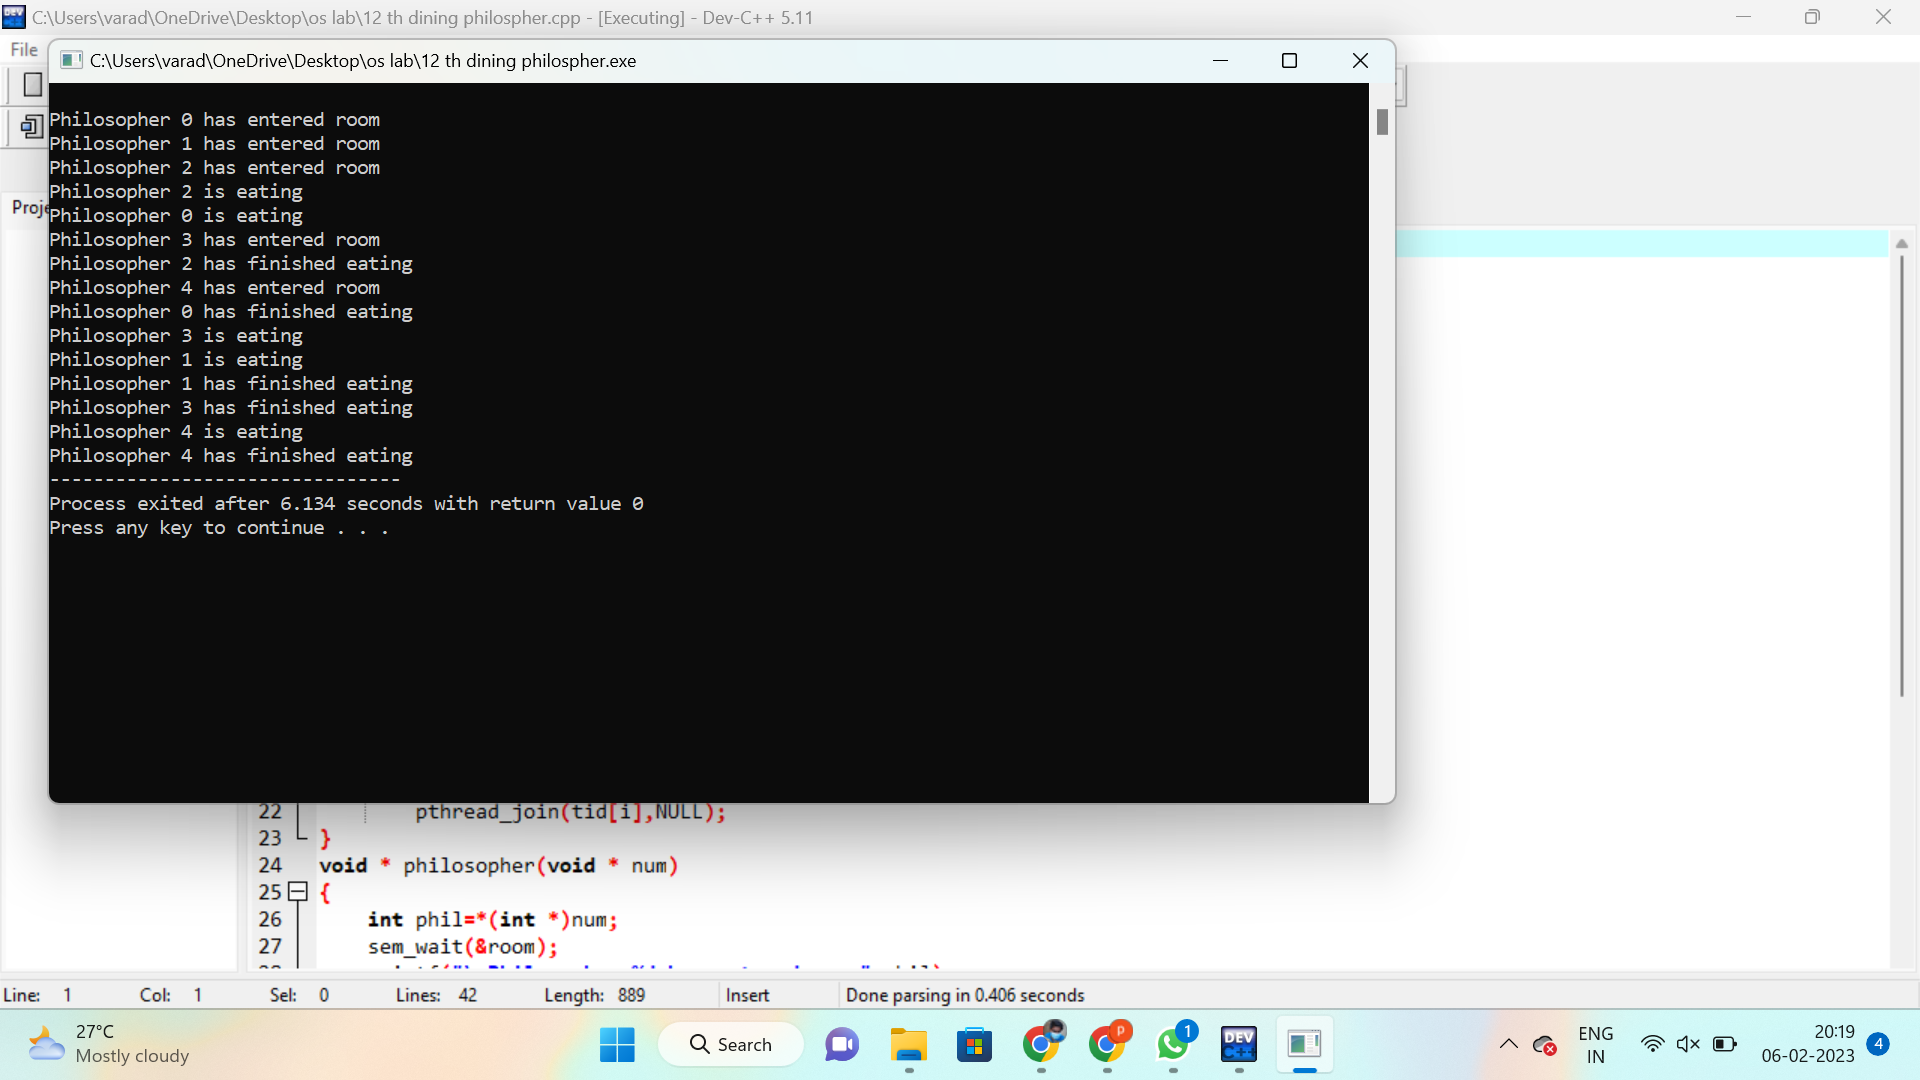 C:\Users\varad\OneDrive\Desktop\os lab\12 th dining philospher.cpp - [Executing] - Dev-C++ 5.11
File
C:\Users\varad\OneDrive\Desktop\os lab\12 th dining philospher.exe
Philosopher 0 has entered room
Philosopher 1 has entered room
Philosopher 2 has entered room
Philosopher 2 is eating
Proje
Philosopher 0 is eating
Philosopher 3 has entered room
Philosopher 2 has finished eating
Philosopher 4 has entered room
Philosopher 0 has finished eating
Philosopher 3 is eating
Philosopher 1 is eating
Philosopher 1 has finished eating
Philosopher 3 has finished eating
Philosopher 4 is eating
Philosopher 4 has finished eating
--------------------------------
Process exited after 6.134 seconds with return value 0
Press any key to continue . . .
22 pthread_join(tid[i],NULL);
23 }
24 void * philosopher(void * num)
25 {
26 int phil=*(int *)num;
27 sem_wait(&room);
Line: 1 Col: 1 Sel: 0 Lines: 42 Length: 889 Insert Done parsing in 0.406 seconds
27°C
Mostly cloudy
Search
P
1
DEV
C++
ENG
IN
20:19
06-02-2023
4